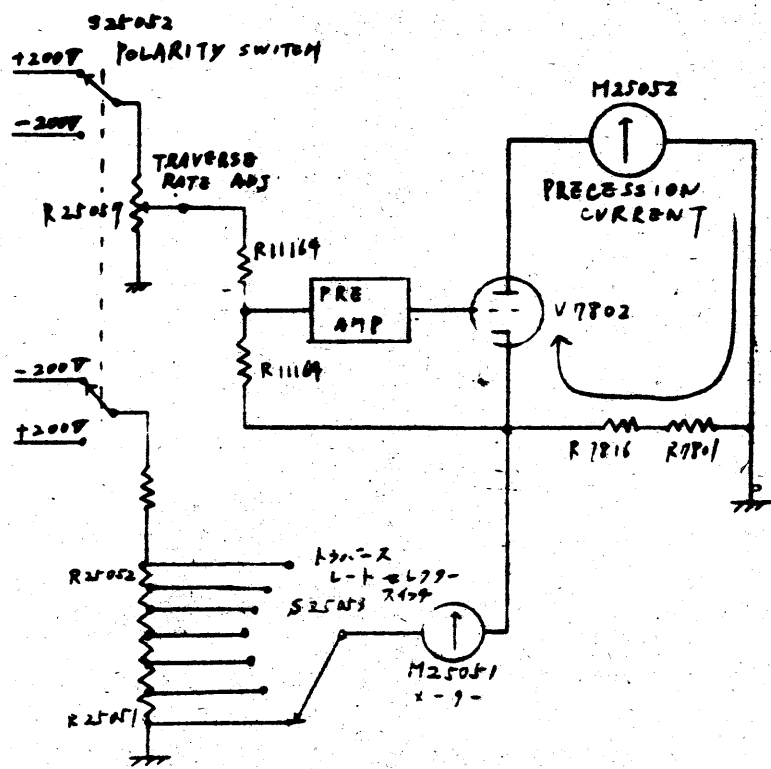 S25052
POLARITY SWITCH
+200V
-200V
TRAVERSE
RATE ADJ
R25059
R11164
PRE
AMP
R11164
M25052
PRECESSION
CURRENT
V7802
R7816
R7801
-200V
+200V
R25052
トラバース
レート セレクター
スイッチ
S25053
M25051
メーター
R25051